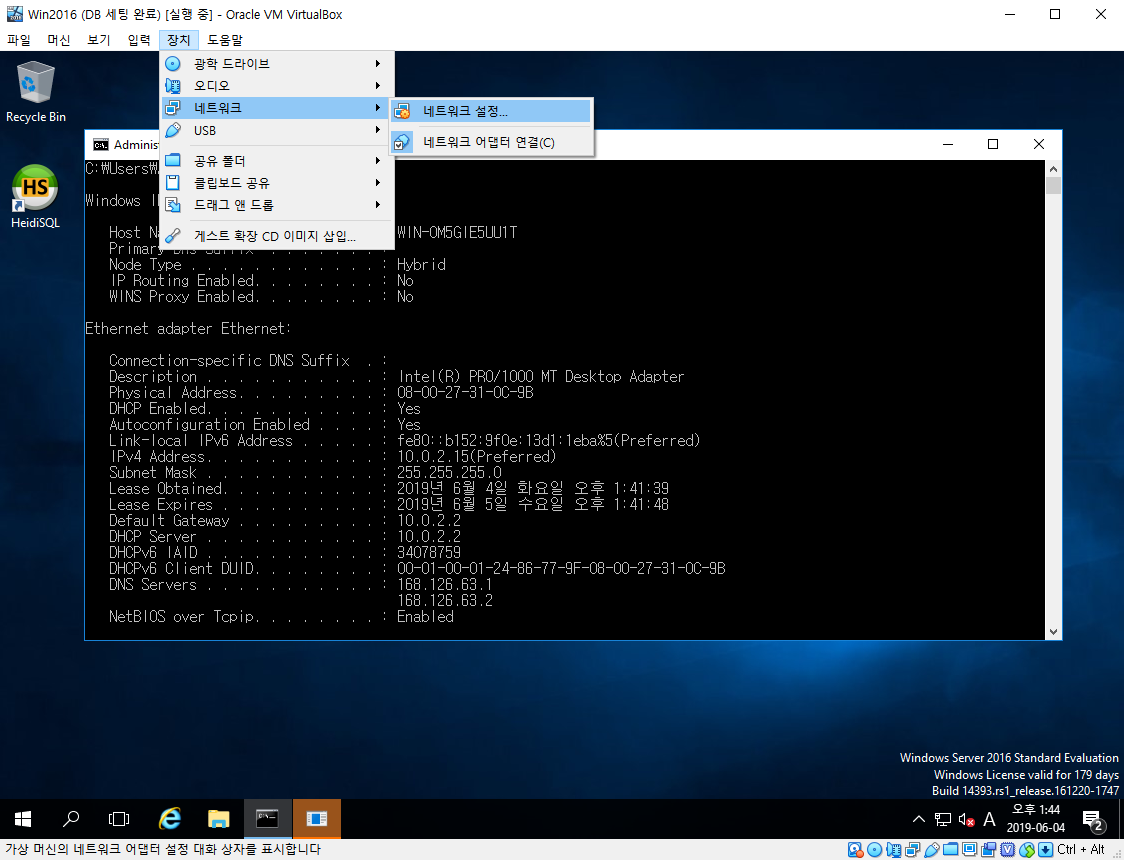 Win2016 (DB 세팅 완료) [실행 중] - Oracle VM VirtualBox
파일 머신 보기 입력 장치 도움말
광학 드라이브
오디오
네트워크
USB
공유 폴더
클립보드 공유
드래그 앤 드롭
게스트 확장 CD 이미지 삽입...
네트워크 설정...
네트워크 어댑터 연결(C)
Recycle Bin
HS
HeidiSQL
Adminis
C:₩Users₩
Windows I
Host N WIN-OM5GIE5UU1T
Primary Dns Suffix . . . . . . . :
Node Type . . . . . . . . . . . . : Hybrid
IP Routing Enabled. . . . . . . . : No
WINS Proxy Enabled. . . . . . . . : No
Ethernet adapter Ethernet:
Connection-specific DNS Suffix . :
Description . . . . . . . . . . . : Intel(R) PRO/1000 MT Desktop Adapter
Physical Address. . . . . . . . . : 08-00-27-31-0C-9B
DHCP Enabled. . . . . . . . . . . : Yes
Autoconfiguration Enabled . . . . : Yes
Link-local IPv6 Address . . . . . : fe80::b152:9f0e:13d1:1eba%5(Preferred)
IPv4 Address. . . . . . . . . . . : 10.0.2.15(Preferred)
Subnet Mask . . . . . . . . . . . : 255.255.255.0
Lease Obtained. . . . . . . . . . : 2019년 6월 4일 화요일 오후 1:41:39
Lease Expires . . . . . . . . . . : 2019년 6월 5일 수요일 오후 1:41:48
Default Gateway . . . . . . . . . : 10.0.2.2
DHCP Server . . . . . . . . . . . : 10.0.2.2
DHCPv6 IAID . . . . . . . . . . . : 34078759
DHCPv6 Client DUID. . . . . . . . : 00-01-00-01-24-86-77-9F-08-00-27-31-0C-9B
DNS Servers . . . . . . . . . . . : 168.126.63.1
168.126.63.2
NetBIOS over Tcpip. . . . . . . . : Enabled
Windows Server 2016 Standard Evaluation
Windows License valid for 179 days
Build 14393.rs1_release.161220-1747
A
오후 1:44
2019-06-04
2
가상 머신의 네트워크 어댑터 설정 대화 상자를 표시합니다
Ctrl + Alt